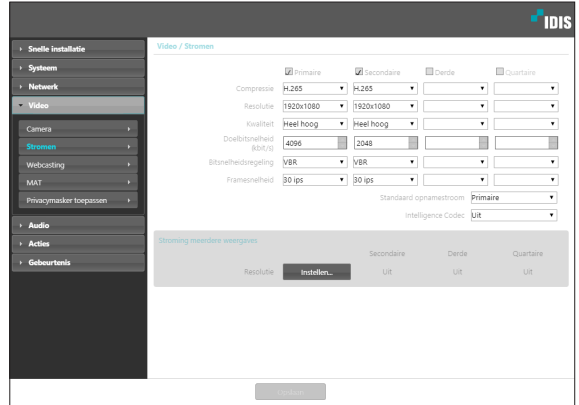 IDIS
Snelle installatie
Systeem
Netwerk
Video
Camera
Stromen
Webcasting
MAT
Privacymasker toepassen
Audio
Acties
Gebeurtenis
Video / Stromen
Primaire Secondaire Derde Quartaire
Compressie H.265 H.265
Resolutie 1920x1080 1920x1080
Kwaliteit Heel hoog Heel hoog
Doelbitsnelheid
(kbit/s) 4096 2048
Bitsnelheidsregeling VBR VBR
Framesnelheid 30 ips 30 ips
Standaard opnamestroom Primaire
Intelligence Codec Uit
Stroming meerdere weergaves
Secondaire Derde Quartaire
Resolutie Instellen... Uit Uit Uit